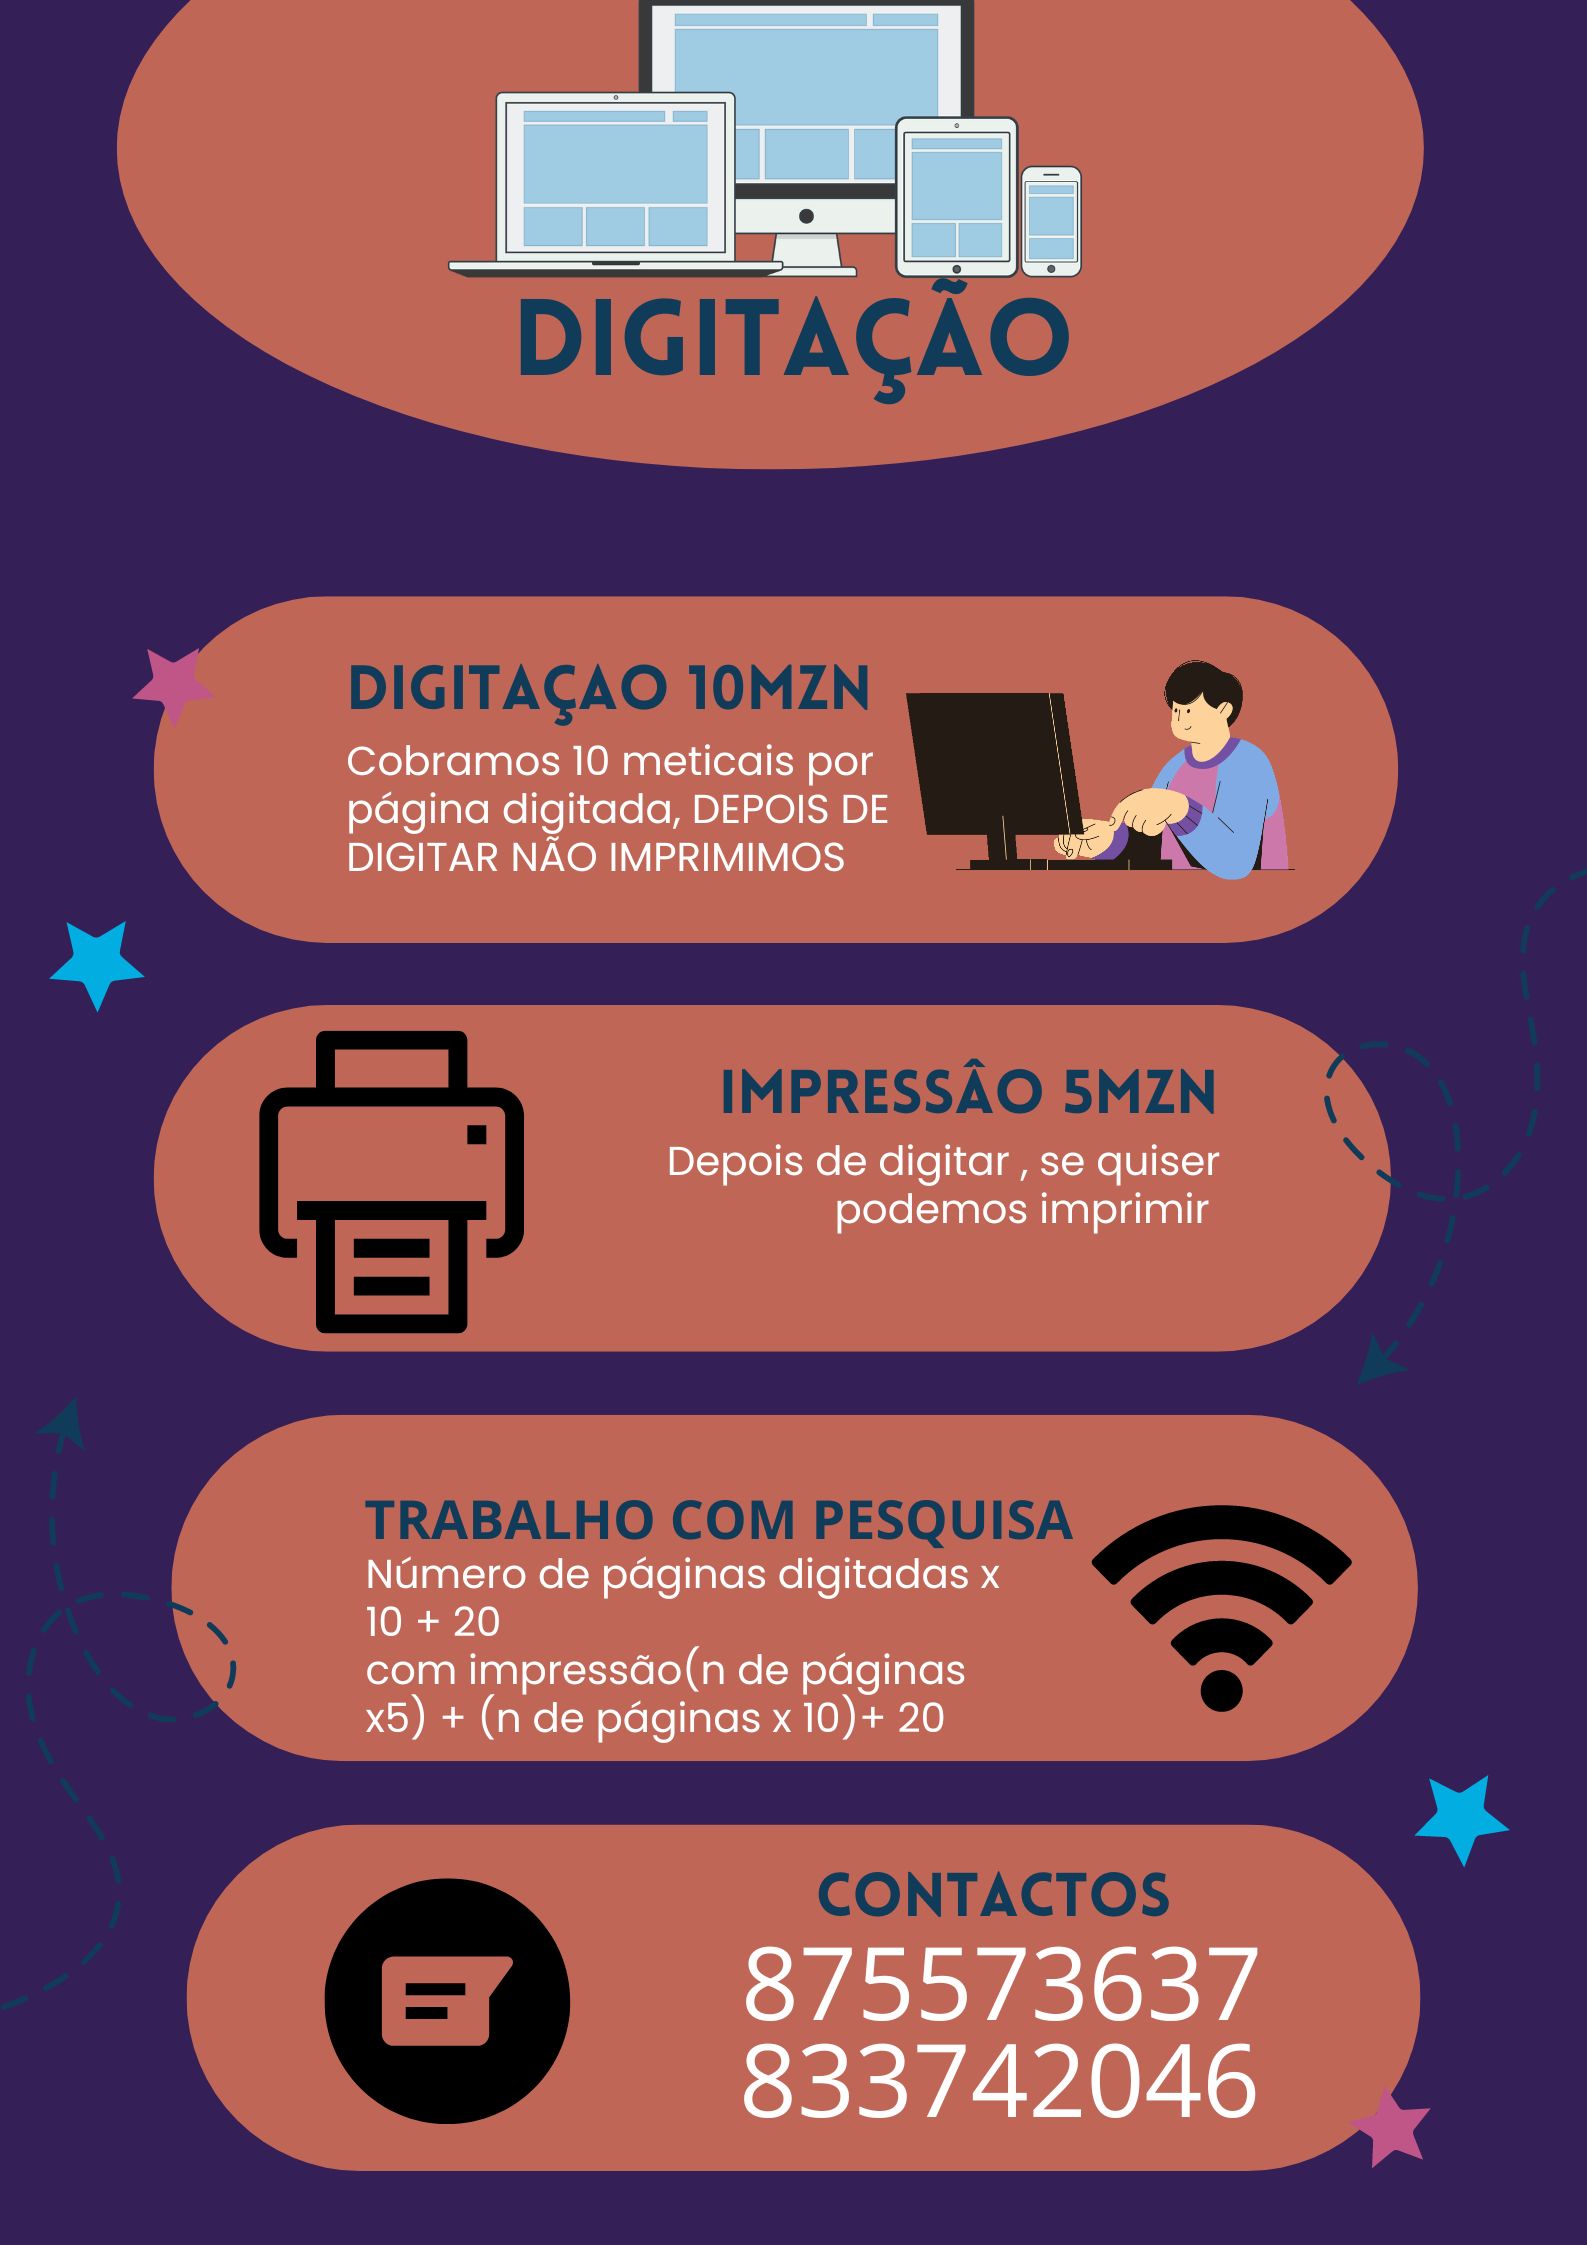 DIGITAÇÃO
DIGITAÇAO 10MZN
Cobramos 10 meticais por
página digitada, DEPOIS DE
DIGITAR NÃO IMPRIMIMOS
IMPRESSÂO 5MZN
Depois de digitar , se quiser
podemos imprimir
TRABALHO COM PESQUISA
Número de páginas digitadas x
10 + 20
com impressão(n de páginas
x5) + (n de páginas x 10)+ 20
CONTACTOS
875573637
833742046